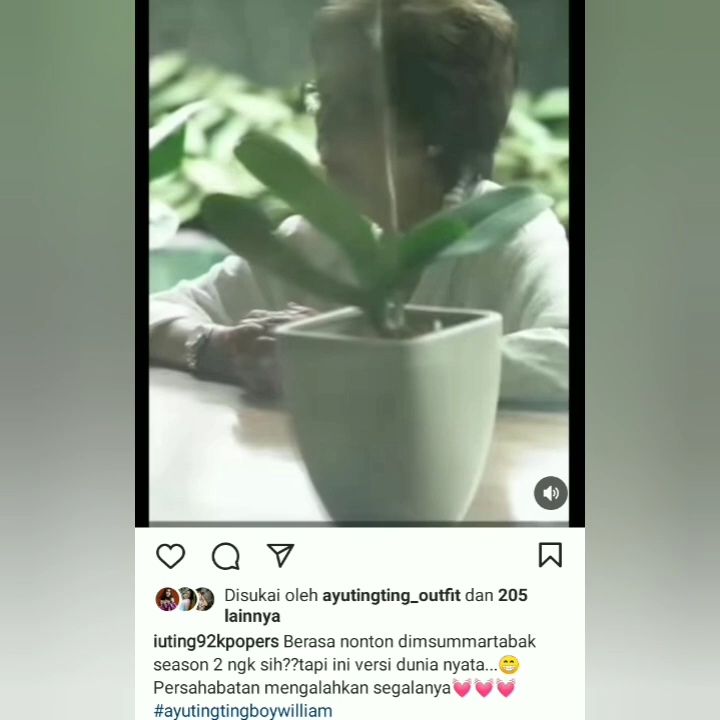 Disukai oleh ayutingting_outfit dan 205
lainnya
iuting92kpopers Berasa nonton dimsummartabak
season 2 ngk sih??tapi ini versi dunia nyata...😁
Persahabatan mengalahkan segalanya💓💓💓
#ayutingtingboywilliam